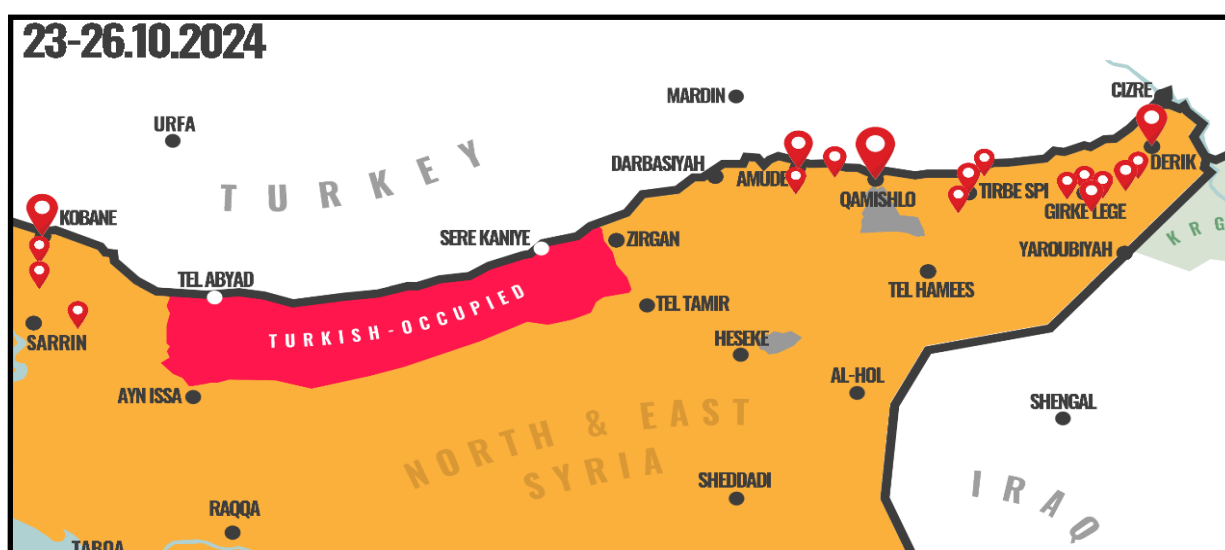 23-26.10.2024
MARDIN
CIZRE
URFA
TURKEY
DARBASIYAH
AMUDE
DERIK
QAMISHLO
TIRBE SPI
GIRKE LEGE
KOBANE
SERE KANIYE
ZIRGAN
YAROUBIYAH
KRG
TEL ABYAD
TURKISH-OCCUPIED
TEL TAMIR
TEL HAMEES
SARRIN
HESEKE
AYN ISSA
AL-HOL
SHENGAL
NORTH & EAST
SYRIA
SHEDDADI
IRAQ
RAQQA
TABQA